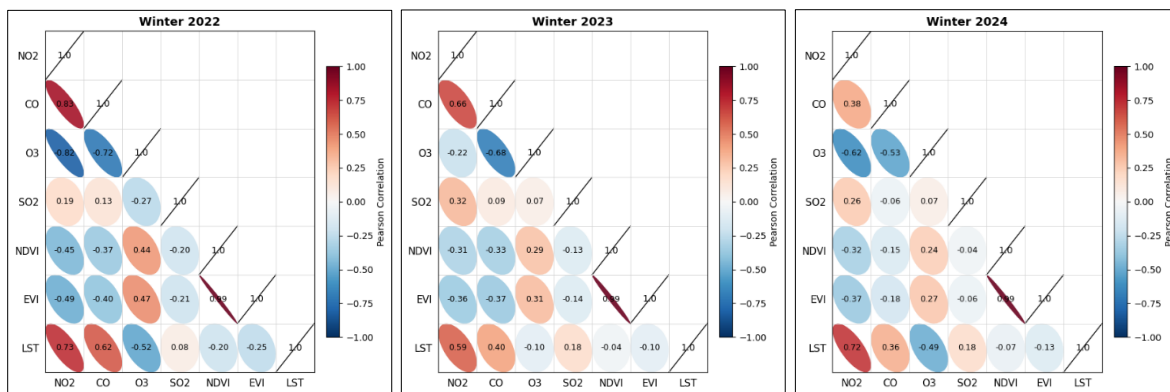 Winter 2022
NO2 1.0
CO 0.83 1.0
O3 -0.82 -0.72 1.0
SO2 0.19 0.13 -0.27 1.0
NDVI -0.45 -0.37 0.44 -0.20 1.0
EVI -0.49 -0.40 0.47 -0.21 0.99 1.0
LST 0.73 0.62 -0.52 0.08 -0.20 -0.25 1.0
NO2 CO O3 SO2 NDVI EVI LST
1.00
0.75
0.50
0.25
0.00
-0.25
-0.50
-0.75
-1.00
Pearson Correlation
Winter 2023
NO2 1.0
CO 0.66 1.0
O3 -0.22 -0.68 1.0
SO2 0.32 0.09 0.07 1.0
NDVI -0.31 -0.33 0.29 -0.13 1.0
EVI -0.36 -0.37 0.31 -0.14 0.99 1.0
LST 0.59 0.40 -0.10 0.18 -0.04 -0.10 1.0
NO2 CO O3 SO2 NDVI EVI LST
1.00
0.75
0.50
0.25
0.00
-0.25
-0.50
-0.75
-1.00
Pearson Correlation
Winter 2024
NO2 1.0
CO 0.38 1.0
O3 -0.62 -0.53 1.0
SO2 0.26 -0.06 0.07 1.0
NDVI -0.32 -0.15 0.24 -0.04 1.0
EVI -0.37 -0.18 0.27 -0.06 0.99 1.0
LST 0.72 0.36 -0.49 0.18 -0.07 -0.13 1.0
NO2 CO O3 SO2 NDVI EVI LST
1.00
0.75
0.50
0.25
0.00
-0.25
-0.50
-0.75
-1.00
Pearson Correlation